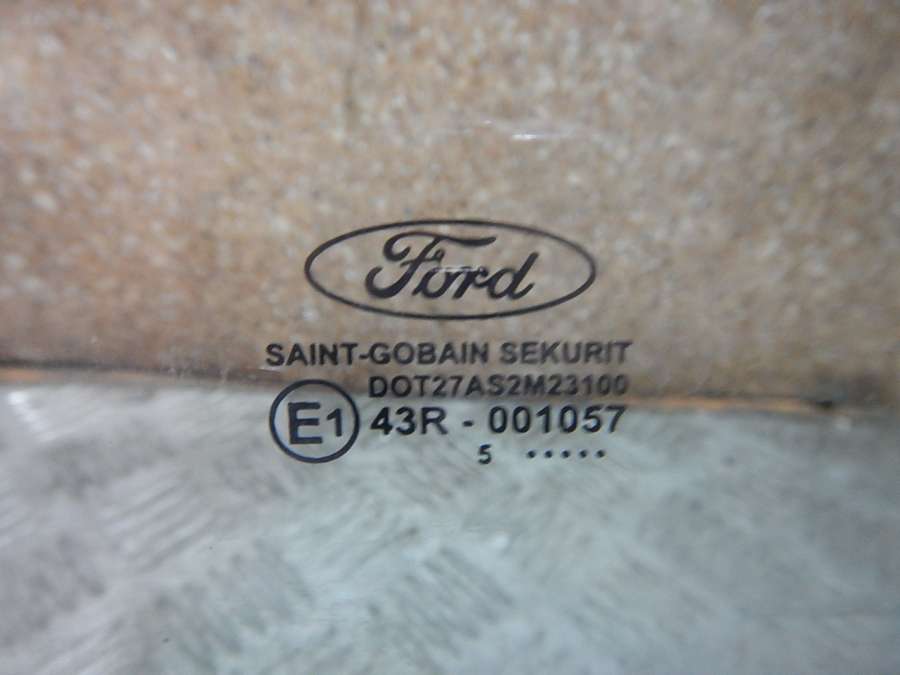 Ford
SAINT-GOBAIN SEKURIT
DOT27AS2M23100
E1 43R - 001057
5 •••••